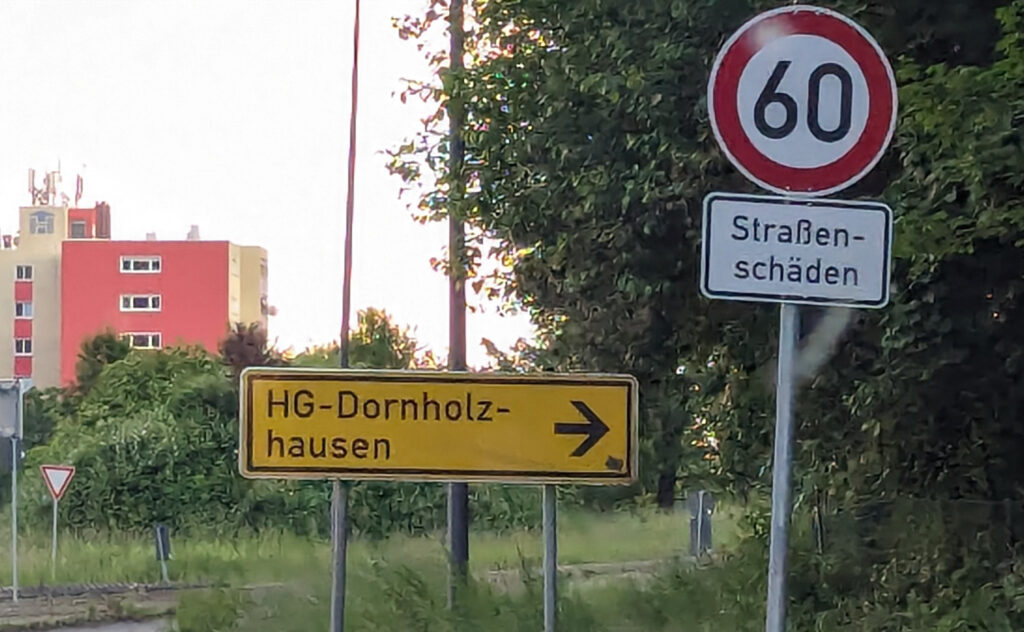 60
Straßen-
schäden
HG-Dornholz-
hausen